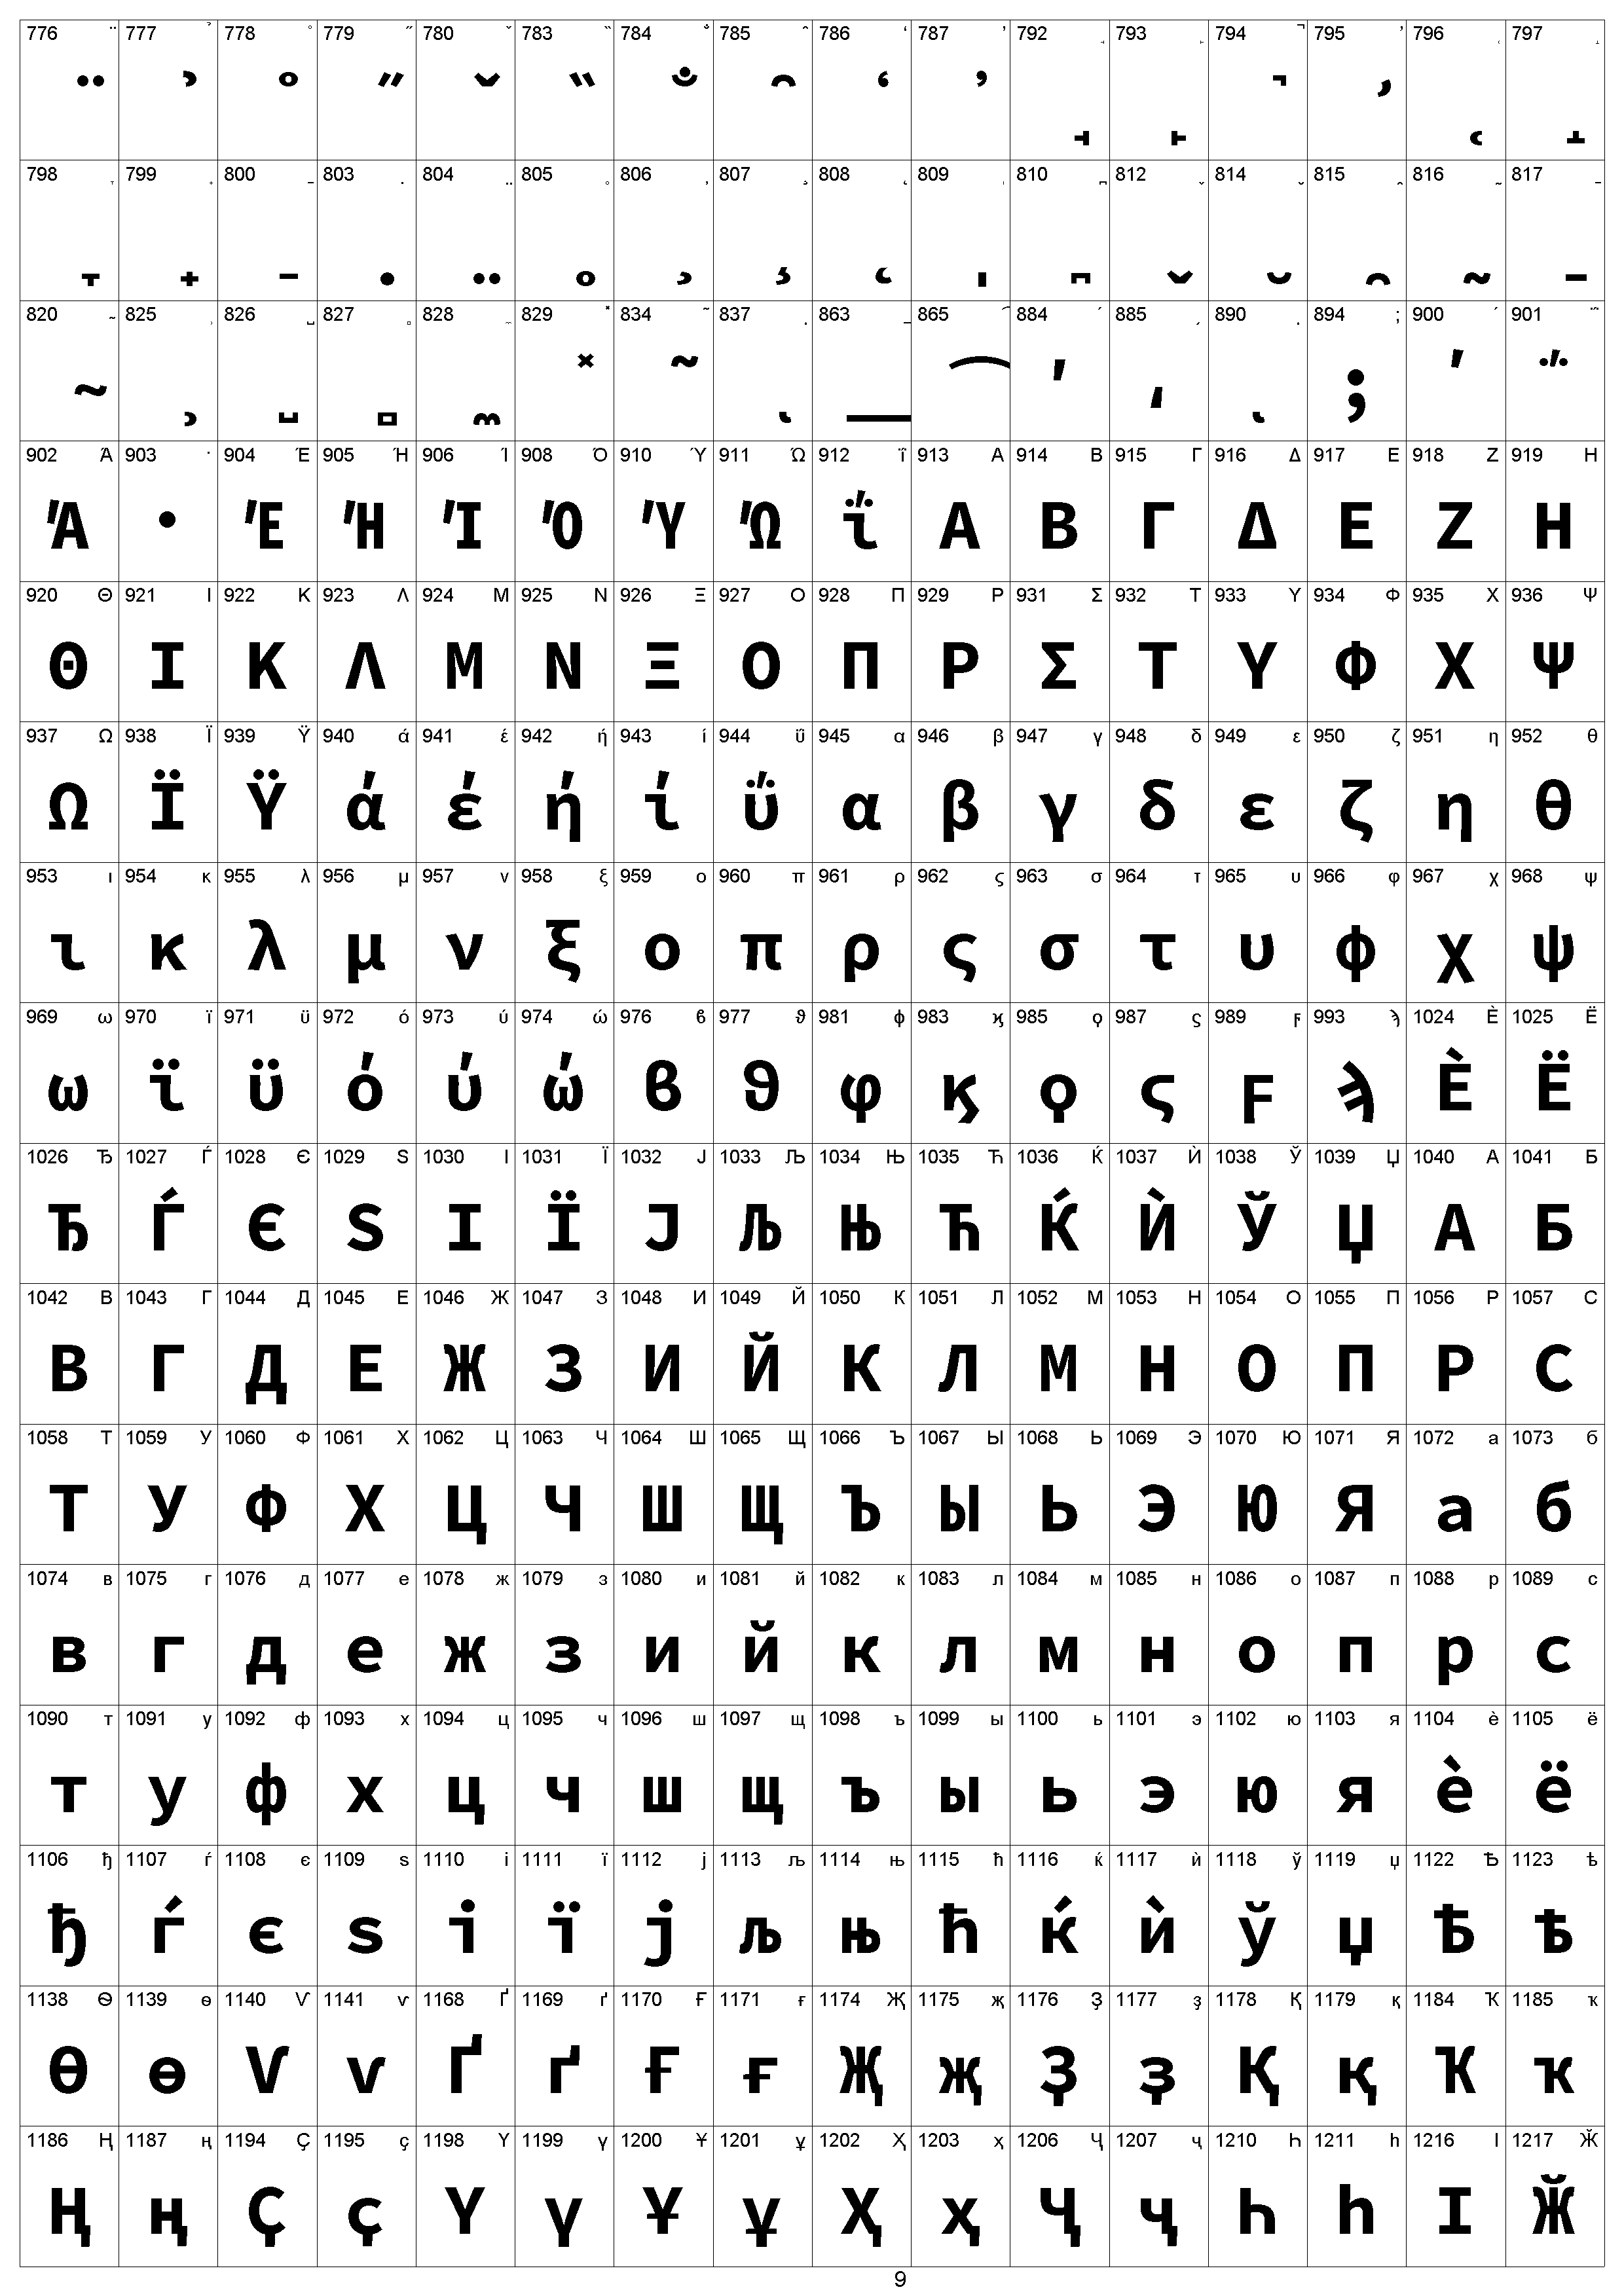 776 777 778 779 780 783 784 785 786 787 792 793 794 795 796 797
798 799 800 803 804 805 806 807 808 809 810 812 814 815 816 817
820 825 826 827 828 829 834 837 863 865 884 ʹ 885 ͵ 890 ͺ 894 ; 900 ΄ 901 ΅
ʹ ͵ ͺ ; ΄ ΅
902 Ά 903 · 904 Έ 905 Ή 906 Ί 908 Ό 910 Ύ 911 Ώ 912 ΐ 913 Α 914 Β 915 Γ 916 Δ 917 Ε 918 Ζ 919 Η
Ά · Έ Ή Ί Ό Ύ Ώ ΐ Α Β Γ Δ Ε Ζ Η
920 Θ 921 Ι 922 Κ 923 Λ 924 Μ 925 Ν 926 Ξ 927 Ο 928 Π 929 Ρ 931 Σ 932 Τ 933 Υ 934 Φ 935 Χ 936 Ψ
Θ Ι Κ Λ Μ Ν Ξ Ο Π Ρ Σ Τ Υ Φ Χ Ψ
937 Ω 938 Ϊ 939 Ϋ 940 ά 941 έ 942 ή 943 ί 944 ΰ 945 α 946 β 947 γ 948 δ 949 ε 950 ζ 951 η 952 θ
Ω Ϊ Ϋ ά έ ή ί ΰ α β γ δ ε ζ η θ
953 ι 954 κ 955 λ 956 μ 957 ν 958 ξ 959 ο 960 π 961 ρ 962 ς 963 σ 964 τ 965 υ 966 φ 967 χ 968 ψ
ι κ λ μ ν ξ ο π ρ ς σ τ υ φ χ ψ
969 ω 970 ϊ 971 ϋ 972 ό 973 ύ 974 ώ 976 ϐ 977 ϑ 981 ϕ 983 ϗ 985 ϙ 987 ϛ 989 ϝ 993 ϡ 1024 Ѐ 1025 Ё
ω ϊ ϋ ό ύ ώ ϐ ϑ ϕ ϗ ϙ ϛ ϝ ϡ Ѐ Ё
1026 Ђ 1027 Ѓ 1028 Є 1029 Ѕ 1030 І 1031 Ї 1032 Ј 1033 Љ 1034 Њ 1035 Ћ 1036 Ќ 1037 Ѝ 1038 Ў 1039 Џ 1040 А 1041 Б
Ђ Ѓ Є Ѕ І Ї Ј Љ Њ Ћ Ќ Ѝ Ў Џ А Б
1042 В 1043 Г 1044 Д 1045 Е 1046 Ж 1047 З 1048 И 1049 Й 1050 К 1051 Л 1052 М 1053 Н 1054 О 1055 П 1056 Р 1057 С
В Г Д Е Ж З И Й К Л М Н О П Р С
1058 Т 1059 У 1060 Ф 1061 Х 1062 Ц 1063 Ч 1064 Ш 1065 Щ 1066 Ъ 1067 Ы 1068 Ь 1069 Э 1070 Ю 1071 Я 1072 а 1073 б
Т У Ф Х Ц Ч Ш Щ Ъ Ы Ь Э Ю Я а б
1074 в 1075 г 1076 д 1077 е 1078 ж 1079 з 1080 и 1081 й 1082 к 1083 л 1084 м 1085 н 1086 о 1087 п 1088 р 1089 с
в г д е ж з и й к л м н о п р с
1090 т 1091 у 1092 ф 1093 х 1094 ц 1095 ч 1096 ш 1097 щ 1098 ъ 1099 ы 1100 ь 1101 э 1102 ю 1103 я 1104 ѐ 1105 ё
т у ф х ц ч ш щ ъ ы ь э ю я ѐ ё
1106 ђ 1107 ѓ 1108 є 1109 ѕ 1110 і 1111 ї 1112 ј 1113 љ 1114 њ 1115 ћ 1116 ќ 1117 ѝ 1118 ў 1119 џ 1122 Ѣ 1123 ѣ
ђ ѓ є ѕ і ї ј љ њ ћ ќ ѝ ў џ Ѣ ѣ
1138 Ѳ 1139 ѳ 1140 Ѵ 1141 ѵ 1168 Ґ 1169 ґ 1170 Ғ 1171 ғ 1174 Җ 1175 җ 1176 Ҙ 1177 ҙ 1178 Қ 1179 қ 1184 Ҡ 1185 ҡ
Ѳ ѳ Ѵ ѵ Ґ ґ Ғ ғ Җ җ Ҙ ҙ Қ қ Ҡ ҡ
1186 Ң 1187 ң 1194 Ҫ 1195 ҫ 1198 Ү 1199 ү 1200 Ұ 1201 ұ 1202 Ҳ 1203 ҳ 1206 Ҷ 1207 ҷ 1210 Һ 1211 һ 1216 Ӏ 1217 Ӂ
Ң ң Ҫ ҫ Ү ү Ұ ұ Ҳ ҳ Ҷ ҷ Һ һ Ӏ Ӂ
9